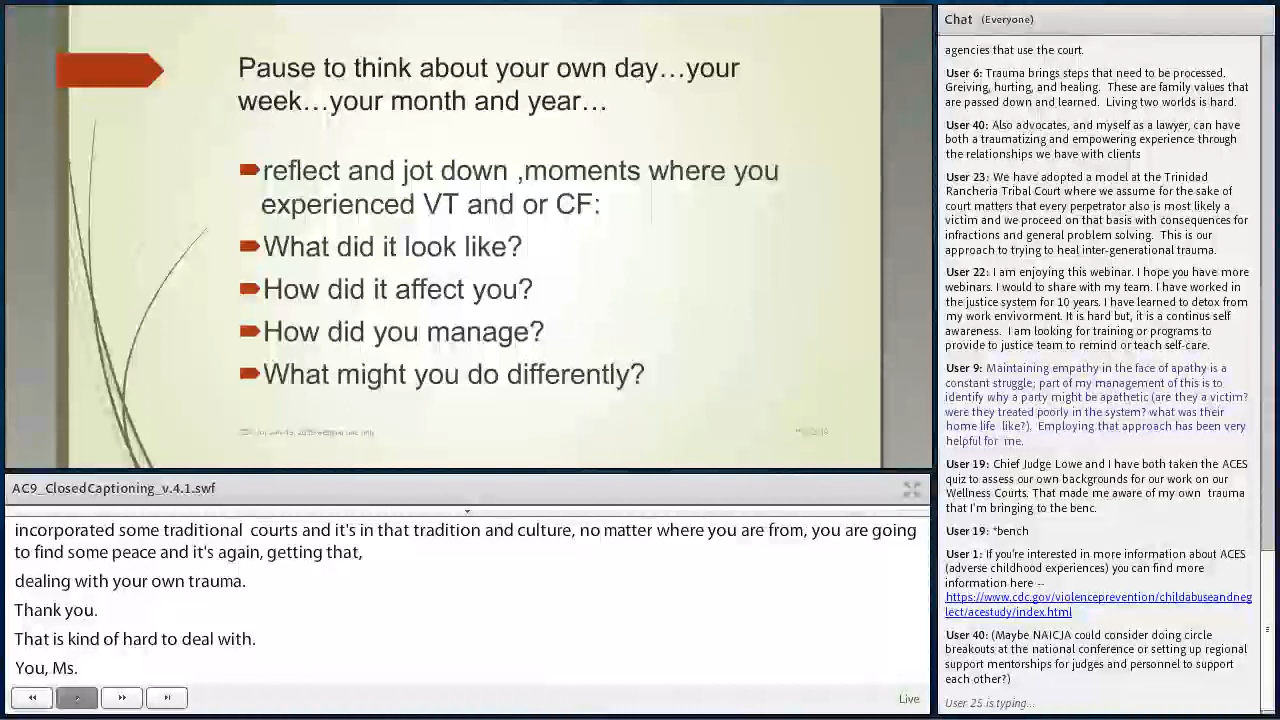 Pause to think about your own day…your
week…your month and year…
reflect and jot down ,moments where you
experienced VT and or CF:
What did it look like?
How did it affect you?
How did you manage?
What might you do differently?
AC9_ClosedCaptioning_v.4.1.swf
incorporated some traditional courts and it's in that tradition and culture, no matter where you are from, you are going
to find some peace and it's again, getting that,
dealing with your own trauma.
Thank you.
That is kind of hard to deal with.
You, Ms.
Live
Chat (Everyone)
agencies that use the court.
User 6: Trauma brings steps that need to be processed.
Greiving, hurting, and healing. These are family values that
are passed down and learned. Living two worlds is hard.
User 40: Also advocates, and myself as a lawyer, can have
both a traumatizing and empowering experience through
the relationships we have with clients
User 23: We have adopted a model at the Trinidad
Rancheria Tribal Court where we assume for the sake of
court matters that every perpetrator also is most likely a
victim and we proceed on that basis with consequences for
infractions and general problem solving. This is our
approach to trying to heal inter-generational trauma.
User 22: I am enjoying this webinar. I hope you have more
webinars. I would to share with my team. I have worked in
the justice system for 10 years. I have learned to detox from
my work envivorment. It is hard but, it is a continus self
awareness. I am looking for training or programs to
provide to justice team to remind or teach self-care.
User 9: Maintaining empathy in the face of apathy is a
constant struggle; part of my management of this is to
identify why a party might be apathetic (are they a victim?
were they treated poorly in the system? what was their
home life like?). Employing that approach has been very
helpful for me.
User 19: Chief Judge Lowe and I have both taken the ACES
quiz to assess our own backgrounds for our work on our
Wellness Courts. That made me aware of my own trauma
that I'm bringing to the benc.
User 19: *bench
User 1: If you're interested in more information about ACES
(adverse childhood experiences) you can find more
information here --
https://www.cdc.gov/violenceprevention/childabuseandneg
lect/acestudy/index.html
User 40: (Maybe NAICJA could consider doing circle
breakouts at the national conference or setting up regional
support mentorships for judges and personnel to support
each other?)
User 25 is typing...